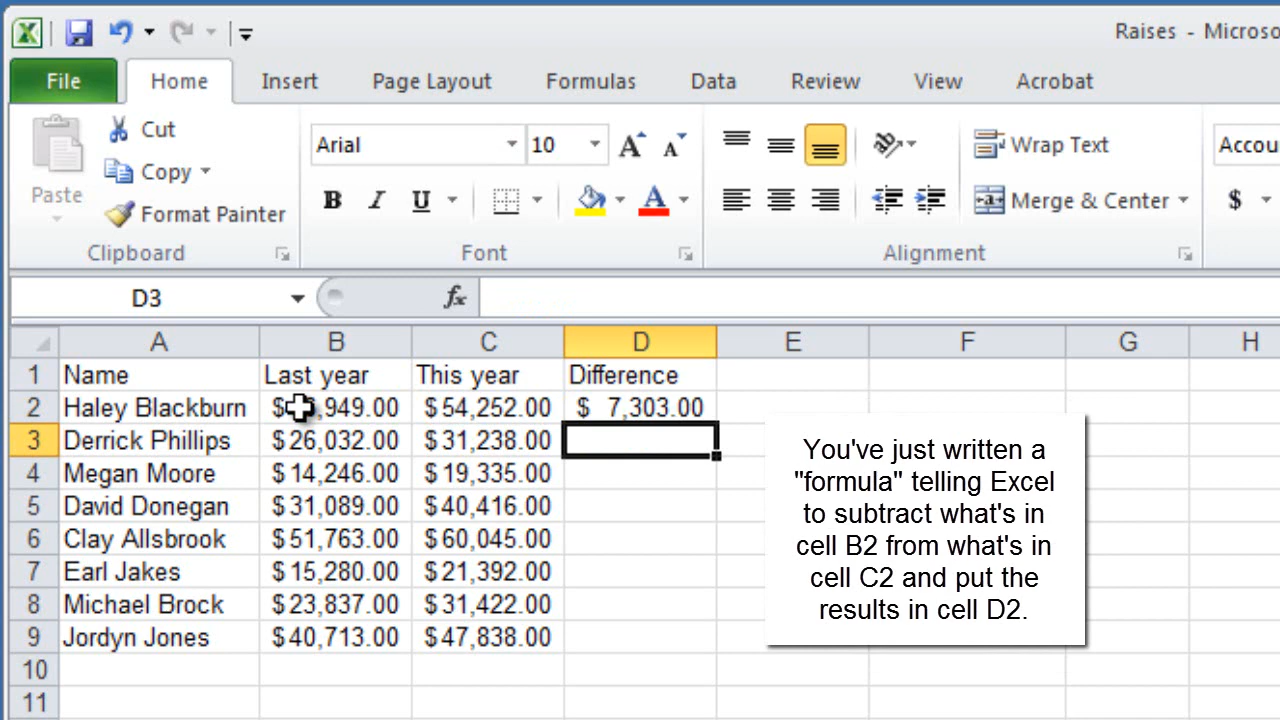 Raises - Microso
File Home Insert Page Layout Formulas Data Review View Acrobat
Cut
Copy
Paste
Format Painter
Clipboard
Arial 10 A A
B I U A
Font
Wrap Text
Merge & Center
Alignment
Accou
$
D3 fx
A B C D E F G H
1 Name Last year This year Difference
2 Haley Blackburn $ ,949.00 $54,252.00 $ 7,303.00
3 Derrick Phillips $26,032.00 $31,238.00
4 Megan Moore $14,246.00 $19,335.00
5 David Donegan $31,089.00 $40,416.00
6 Clay Allsbrook $51,763.00 $60,045.00
7 Earl Jakes $15,280.00 $21,392.00
8 Michael Brock $23,837.00 $31,422.00
9 Jordyn Jones $40,713.00 $47,838.00
10
11
You've just written a
"formula" telling Excel
to subtract what's in
cell B2 from what's in
cell C2 and put the
results in cell D2.